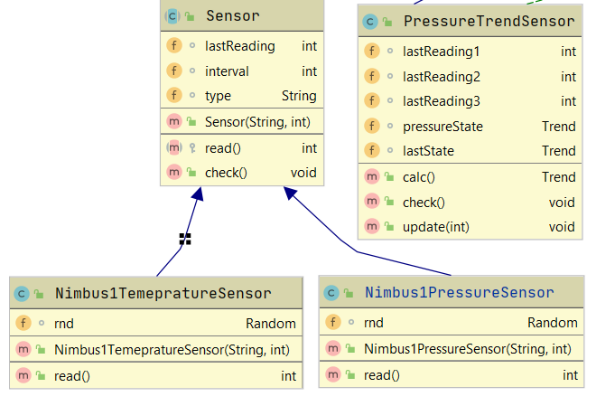 Sensor
lastReading int
interval int
type String
Sensor(String, int)
read() int
check() void
PressureTrendSensor
lastReading1 int
lastReading2 int
lastReading3 int
pressureState Trend
lastState Trend
calc() Trend
check() void
update(int) void
Nimbus1TemepratureSensor
rnd Random
Nimbus1TemepratureSensor(String, int)
read() int
Nimbus1PressureSensor
rnd Random
Nimbus1PressureSensor(String, int)
read() int